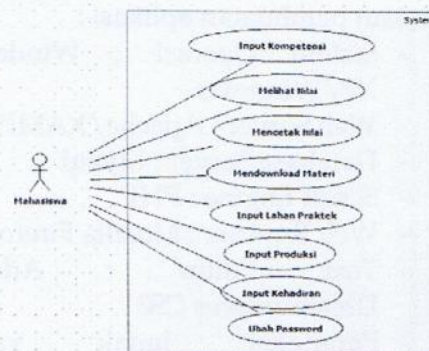 System
Input Kompetensi
Melihat Nilai
Mencetak Nilai
Mendownload Materi
Mahasiswa
Input Lahan Praktek
Input Produksi
Input Kehadiran
Ubah Password